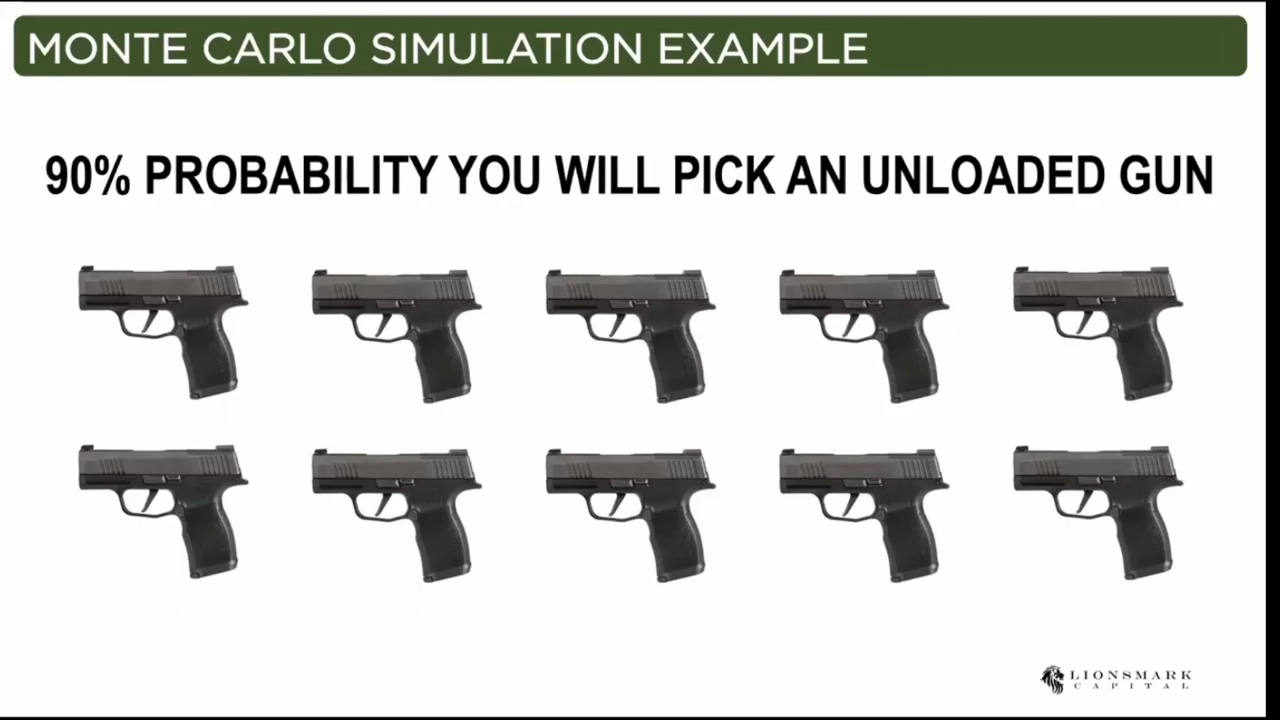 MONTE CARLO SIMULATION EXAMPLE
90% PROBABILITY YOU WILL PICK AN UNLOADED GUN
LIONSMARK
CAPITAL